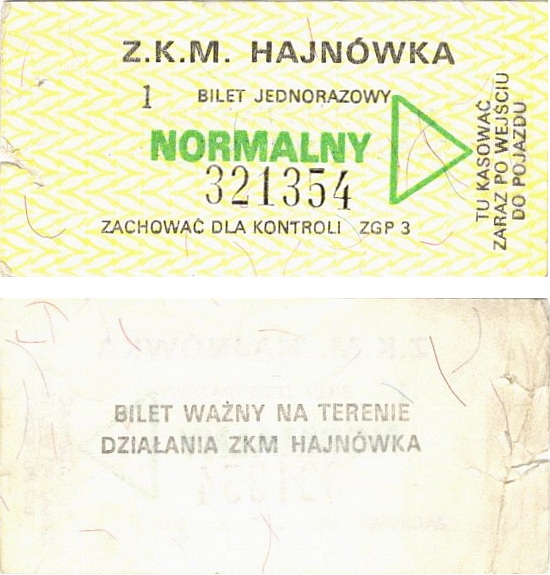 Z.K.M. HAJNÓWKA
1 BILET JEDNORAZOWY
NORMALNY
321354
ZACHOWAĆ DLA KONTROLI ZGP 3
TU KASOWAĆ
ZARAZ PO WEJŚCIU
DO POJAZDU
BILET WAŻNY NA TERENIE
DZIAŁANIA ZKM HAJNÓWKA